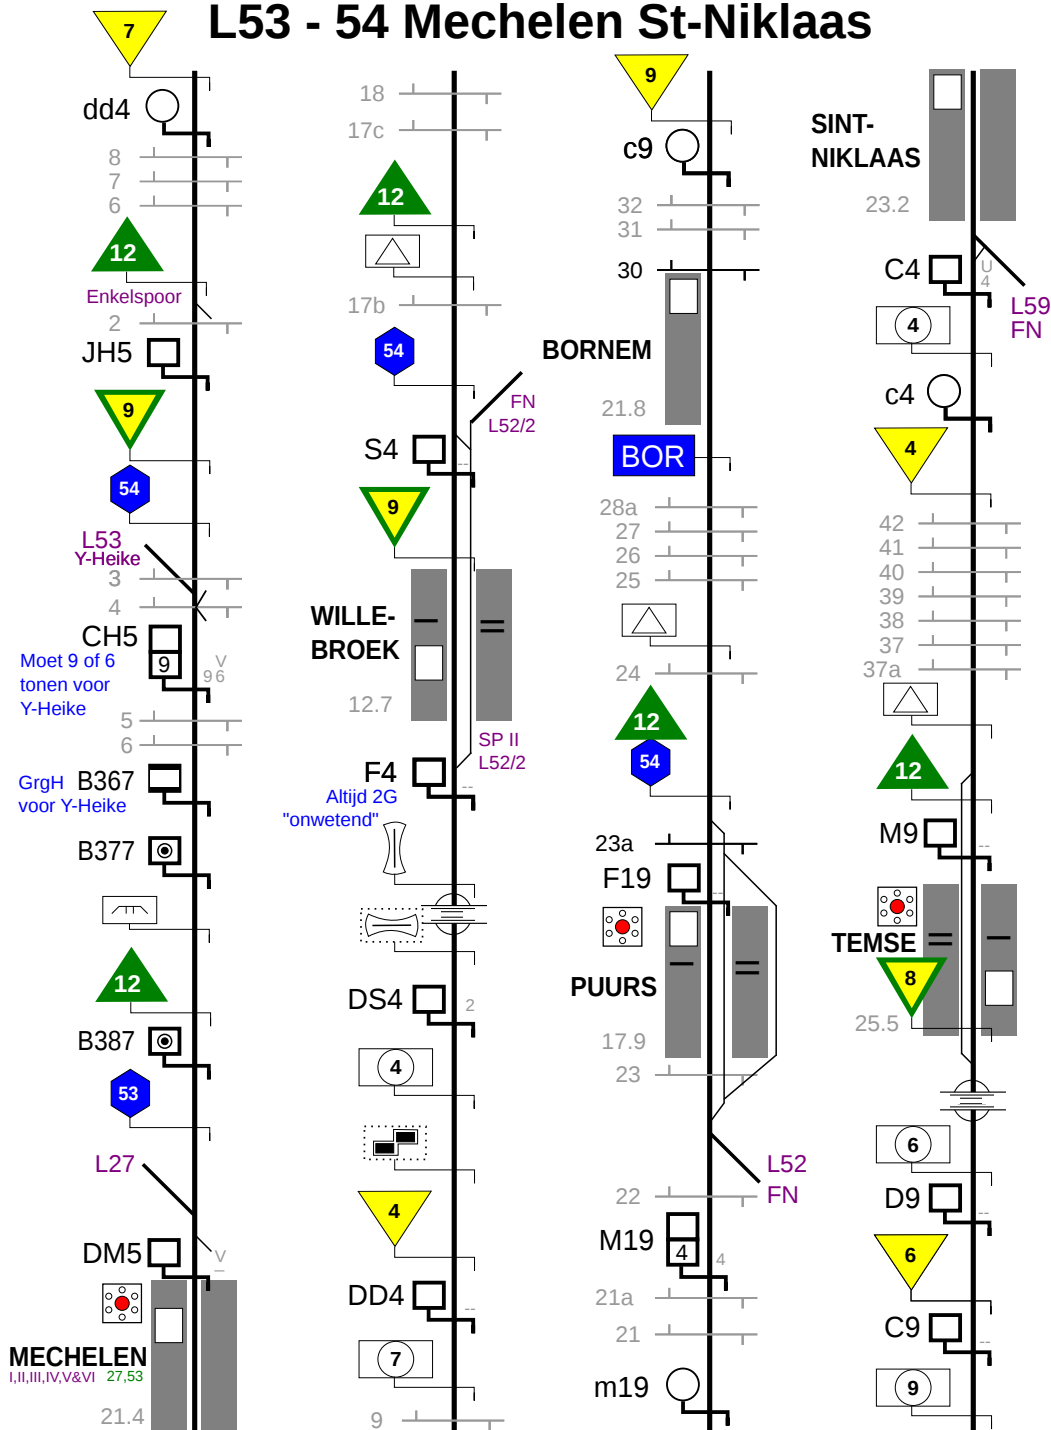 L53 - 54 Mechelen St-Niklaas
7
dd4
8
7
6
12
Enkelspoor
2
JH5
9
54
L53
Y-Heike
3
4
CH5
9
V
9 6
Moet 9 of 6
tonen voor
Y-Heike
5
6
GrgH
voor Y-Heike
B367
B377
12
B387
53
L27
DM5
V
–
MECHELEN
I,II,III,IV,V&VI 27,53
21.4
18
17c
12
17b
54
FN
L52/2
S4
--
9
WILLE-
BROEK
12.7
SP II
L52/2
F4
--
Altijd 2G
"onwetend"
DS4
2
4
4
DD4
--
7
9
9
c9
32
31
30
BORNEM
21.8
BOR
28a
27
26
25
24
12
54
23a
F19
--
PUURS
17.9
23
L52
FN
22
M19
4
4
21a
21
m19
SINT-
NIKLAAS
23.2
C4
U
4
L59
FN
4
c4
4
42
41
40
39
38
37
37a
12
M9
--
TEMSE
8
25.5
6
D9
--
6
C9
--
9